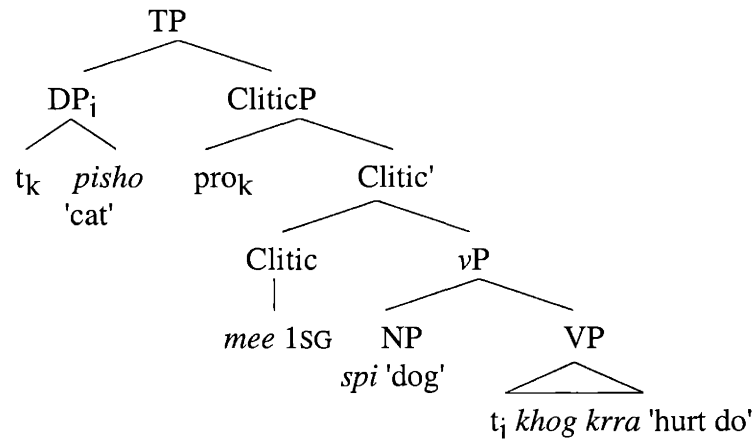 TP
DPi CliticP
tk pisho prok Clitic'
'cat'
Clitic vP
mee 1SG NP VP
spi 'dog'
ti khog krra 'hurt do'